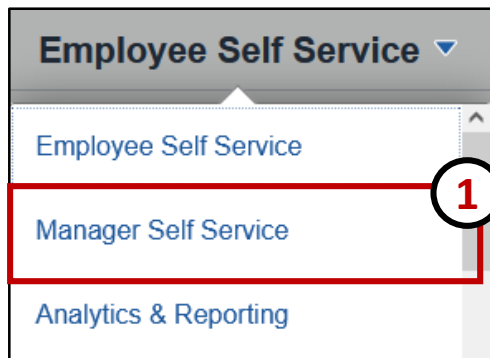 Employee Self Service
Employee Self Service
Manager Self Service
1
Analytics & Reporting